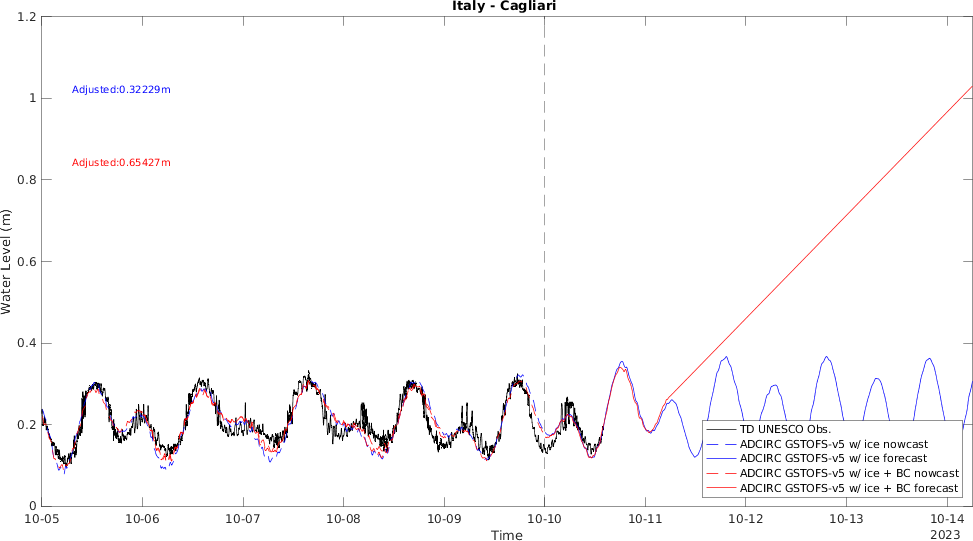 Italy - Cagliari
1.2
1
0.8
0.6
0.4
0.2
0
Water Level (m)
Adjusted:0.32229m
Adjusted:0.65427m
TD UNESCO Obs.
ADCIRC GSTOFS-v5 w/ ice nowcast
ADCIRC GSTOFS-v5 w/ ice forecast
ADCIRC GSTOFS-v5 w/ ice + BC nowcast
ADCIRC GSTOFS-v5 w/ ice + BC forecast
10-05 10-06 10-07 10-08 10-09 10-10 10-11 10-12 10-13 10-14
Time
2023